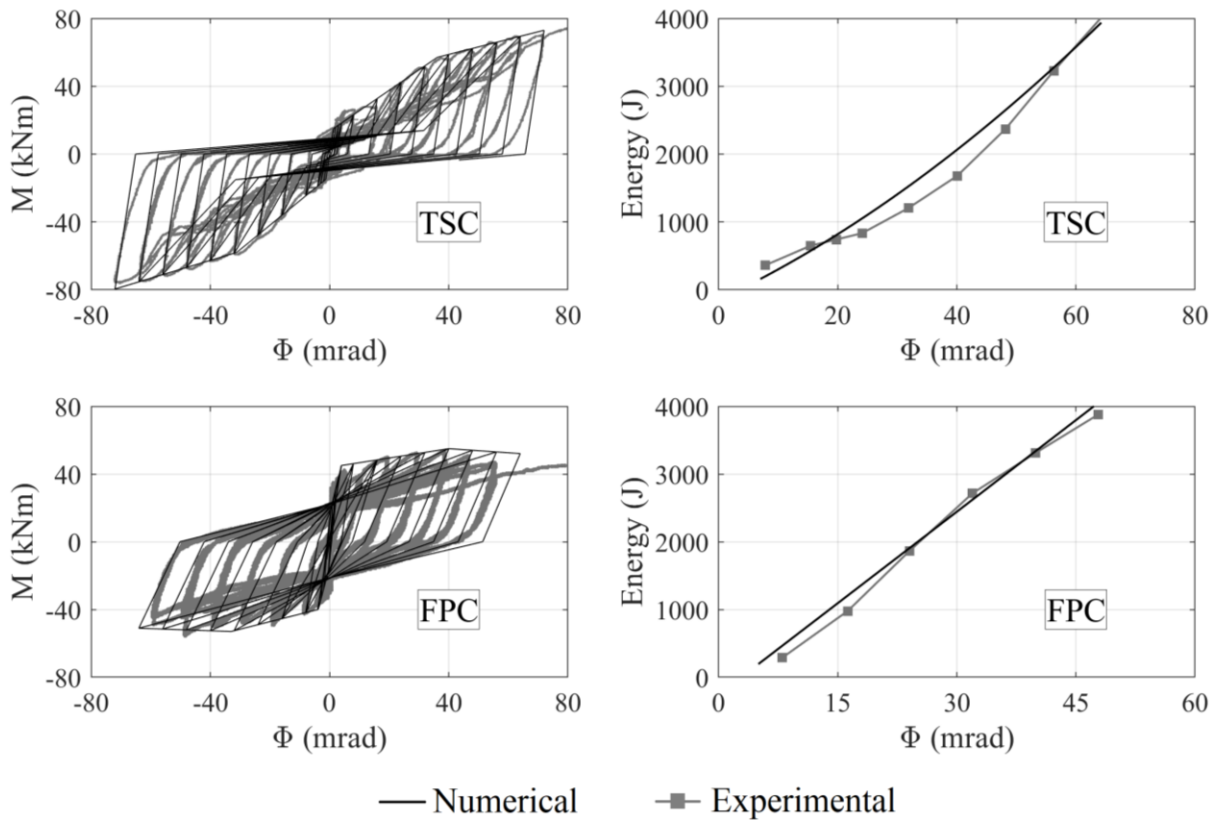 80
40
0
-40
-80
M (kNm)
TSC
-80 -40 0 40 80
Φ (mrad)
4000
3000
2000
1000
0
Energy (J)
TSC
0 20 40 60 80
Φ (mrad)
80
40
0
-40
-80
M (kNm)
FPC
-80 -40 0 40 80
Φ (mrad)
4000
3000
2000
1000
0
Energy (J)
FPC
0 15 30 45 60
Φ (mrad)
Numerical
Experimental